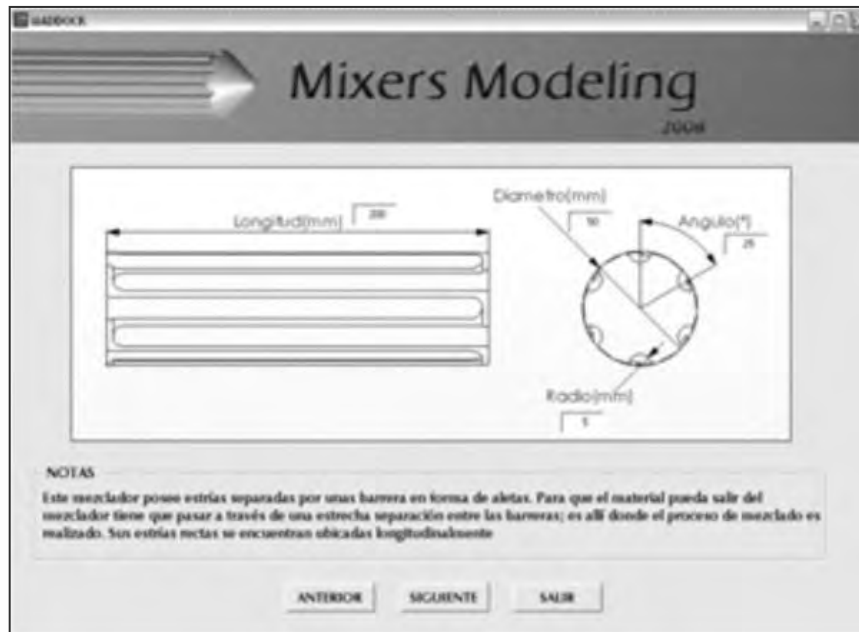 MADDOCK
Mixers Modeling
2008
Longitud(mm)
200
Diametro(mm)
50
Angulo(°)
25
Radio(mm)
5
NOTAS
Este mezclador posee estrías separadas por unas barrera en forma de aletas. Para que el material pueda salir del
mezclador tiene que pasar a través de una estrecha separación entre las barreras; es allí donde el proceso de mezclado es
realizado. Sus estrías rectas se encuentran ubicadas longitudinalmente
ANTERIOR
SIGUIENTE
SALIR